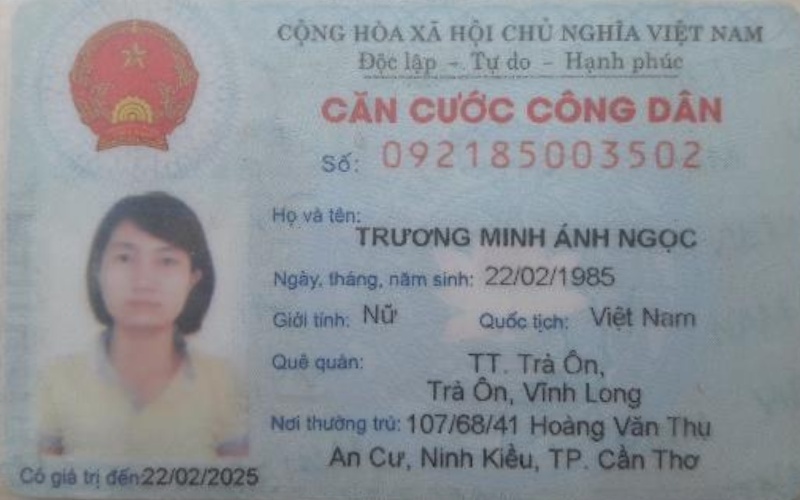 CỘNG HÒA XÃ HỘI CHỦ NGHĨA VIỆT NAM
Độc lập - Tự do - Hạnh phúc
CĂN CƯỚC CÔNG DÂN
Số: 092185003502
Họ và tên:
TRƯƠNG MINH ÁNH NGỌC
Ngày, tháng, năm sinh: 22/02/1985
Giới tính: Nữ Quốc tịch: Việt Nam
Quê quán: TT. Trà Ôn,
Trà Ôn, Vĩnh Long
Nơi thường trú: 107/68/41 Hoàng Văn Thụ
An Cư, Ninh Kiều, TP. Cần Thơ
Có giá trị đến: 22/02/2025